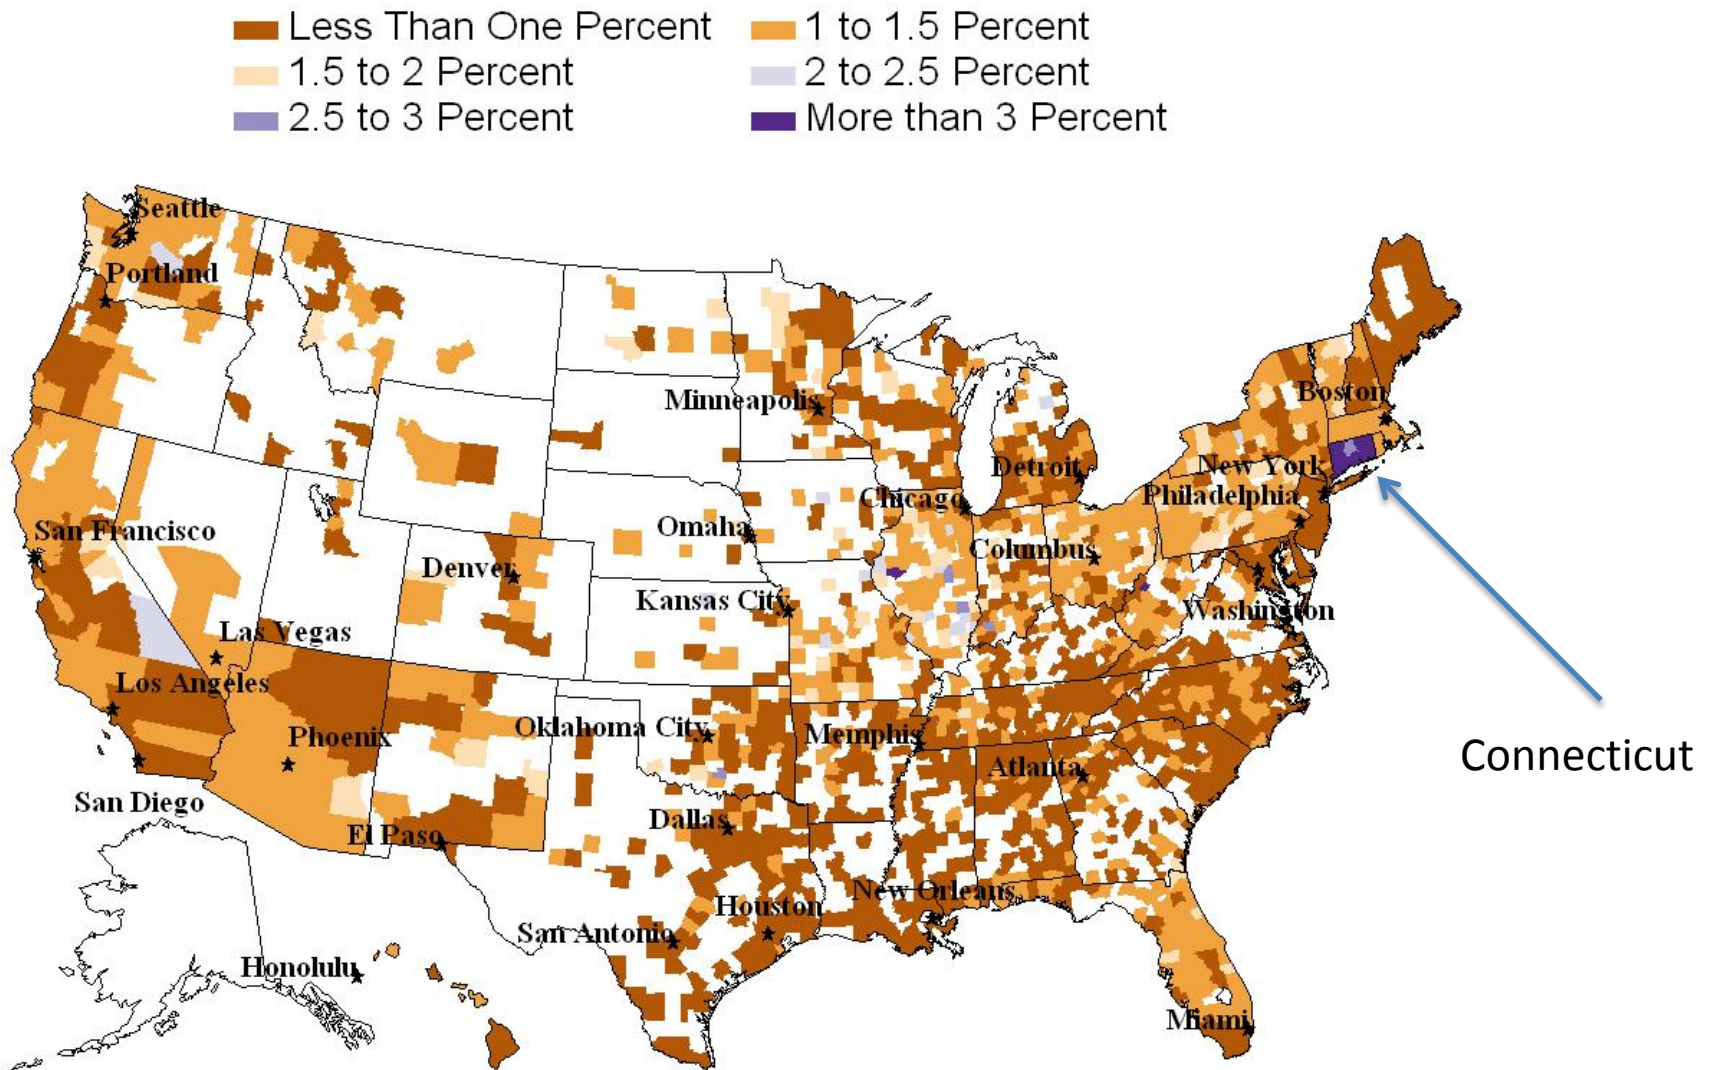 Less Than One Percent 1 to 1.5 Percent
1.5 to 2 Percent 2 to 2.5 Percent
2.5 to 3 Percent More than 3 Percent
Seattle
Portland
Minneapolis
Boston
Detroit
New York
Chicago
Philadelphia
San Francisco
Omaha
Columbus
Denver
Kansas City
Washington
Las Vegas
Los Angeles
Oklahoma City
Memphis
Phoenix
Atlanta
Connecticut
San Diego
Dallas
El Paso
New Orleans
Houston
San Antonio
Honolulu
Miami